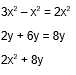 3x² – x² = 2x²
2y + 6y = 8y
2x² + 8y